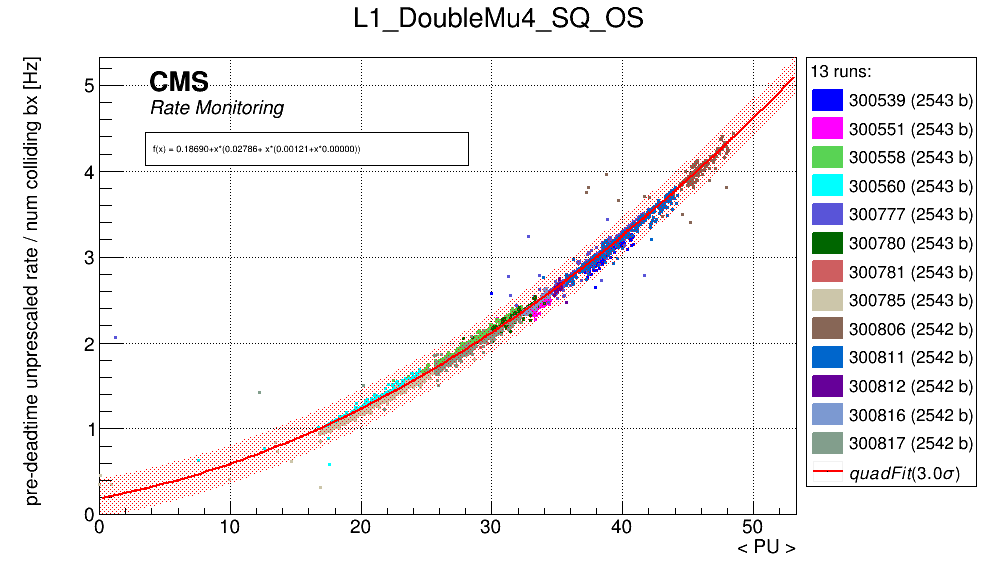 L1_DoubleMu4_SQ_OS
pre-deadtime unprescaled rate / num colliding bx [Hz]
CMS
Rate Monitoring
f(x) = 0.18690+x*(0.02786+ x*(0.00121+x*0.00000))
5
4
3
2
1
0
0 10 20 30 40 50
< PU >
13 runs:
300539 (2543 b)
300551 (2543 b)
300558 (2543 b)
300560 (2543 b)
300777 (2543 b)
300780 (2543 b)
300781 (2543 b)
300785 (2543 b)
300806 (2542 b)
300811 (2542 b)
300812 (2542 b)
300816 (2542 b)
300817 (2542 b)
quadFit(3.0σ)